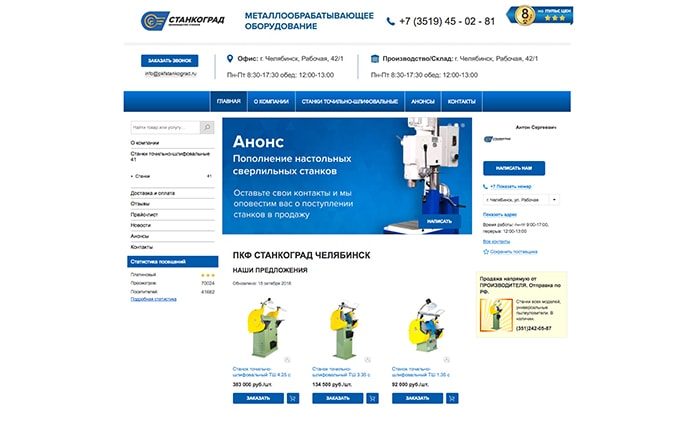 СТАНКОГРАД
МЕТАЛЛООБРАБАТЫВАЮЩЕЕ
ОБОРУДОВАНИЕ
+7 (3519) 45 - 02 - 81
8
на ПУЛЬС ЦЕН
ЗАКАЗАТЬ ЗВОНОК
info@pkfstankograd.ru
Офис: г. Челябинск, Рабочая, 42/1
Пн-Пт 8:30-17:30 обед: 12:00-13:00
Производство/Склад: г. Челябинск, Рабочая, 42/1
Пн-Пт 8:30-17:30 обед: 12:00-13:00
ГЛАВНАЯ
О КОМПАНИИ
СТАНКИ ТОЧИЛЬНО-ШЛИФОВАЛЬНЫЕ
АНОНСЫ
КОНТАКТЫ
Найти товар или услугу...
О компании
Станки точильно-шлифовальные
41
Станки 41
Доставка и оплата
Отзывы
Прайс-лист
Новости
Анонсы
Контакты
Статистика посещений
Платиновый
Просмотров: 70024
Посетителей: 41662
Подробная статистика
Анонс
Пополнение настольных
сверлильных станков
Оставьте свои контакты и мы
оповестим вас о поступлении
станков в продажу
НАПИСАТЬ
ПКФ СТАНКОГРАД ЧЕЛЯБИНСК
НАШИ ПРЕДЛОЖЕНИЯ
Обновлено: 15 октября 2018
Станок точильно-
шлифовальный ТШ 4.25 с
383 000 руб./шт.
ЗАКАЗАТЬ
Станок точильно-
шлифовальный ТШ 3.35 с
134 500 руб./шт.
ЗАКАЗАТЬ
Станок точильно-
шлифовальный ТШ 1.35 с
92 000 руб./шт.
ЗАКАЗАТЬ
Антон Сергеевич
СТАНКОГРАД
НАПИСАТЬ НАМ
+7 Показать номер
г. Челябинск, ул. Рабочая
Показать адрес
Время работы: пн-пт 9:00-17:00,
перерыв: 12:00-13:00
Все контакты
Сохранить поставщика
Продажа напрямую от
ПРОИЗВОДИТЕЛЯ. Отправка по
РФ.
Станки всех моделей,
универсальные
пылеуловители. В
наличии.
(351)242-05-87